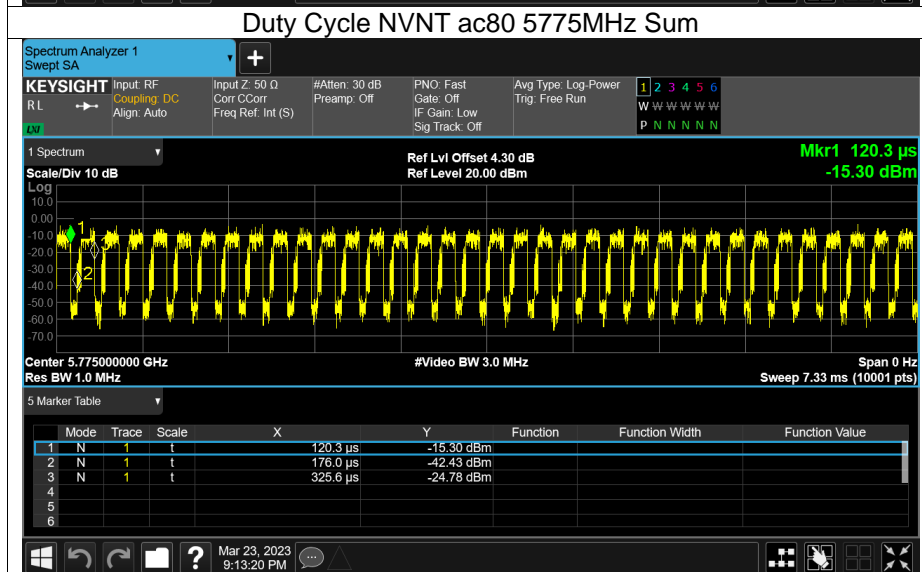 Duty Cycle NVNT ac80 5775MHz Sum
Spectrum Analyzer 1
Swept SA
+
KEYSIGHT Input: RF Input Z: 50 Ω #Atten: 30 dB PNO: Fast Avg Type: Log-Power 1 2 3 4 5 6
R L Coupling: DC Corr CCorr Preamp: Off Gate: Off Trig: Free Run W W W W W W
Align: Auto Freq Ref: Int (S) IF Gain: Low
LXI Sig Track: Off P N N N N N
1 Spectrum Ref Lvl Offset 4.30 dB Mkr1 120.3 µs
Scale/Div 10 dB Ref Level 20.00 dBm -15.30 dBm
Log
10.0
0.00
-10.0
-20.0
-30.0
-40.0
-50.0
-60.0
-70.0
1
3
2
Center 5.775000000 GHz #Video BW 3.0 MHz Span 0 Hz
Res BW 1.0 MHz Sweep 7.33 ms (10001 pts)
5 Marker Table
Mode Trace Scale X Y Function Function Width Function Value
1 N 1 t 120.3 µs -15.30 dBm
2 N 1 t 176.0 µs -42.43 dBm
3 N 1 t 325.6 µs -24.78 dBm
4
5
6
? Mar 23, 2023
9:13:20 PM